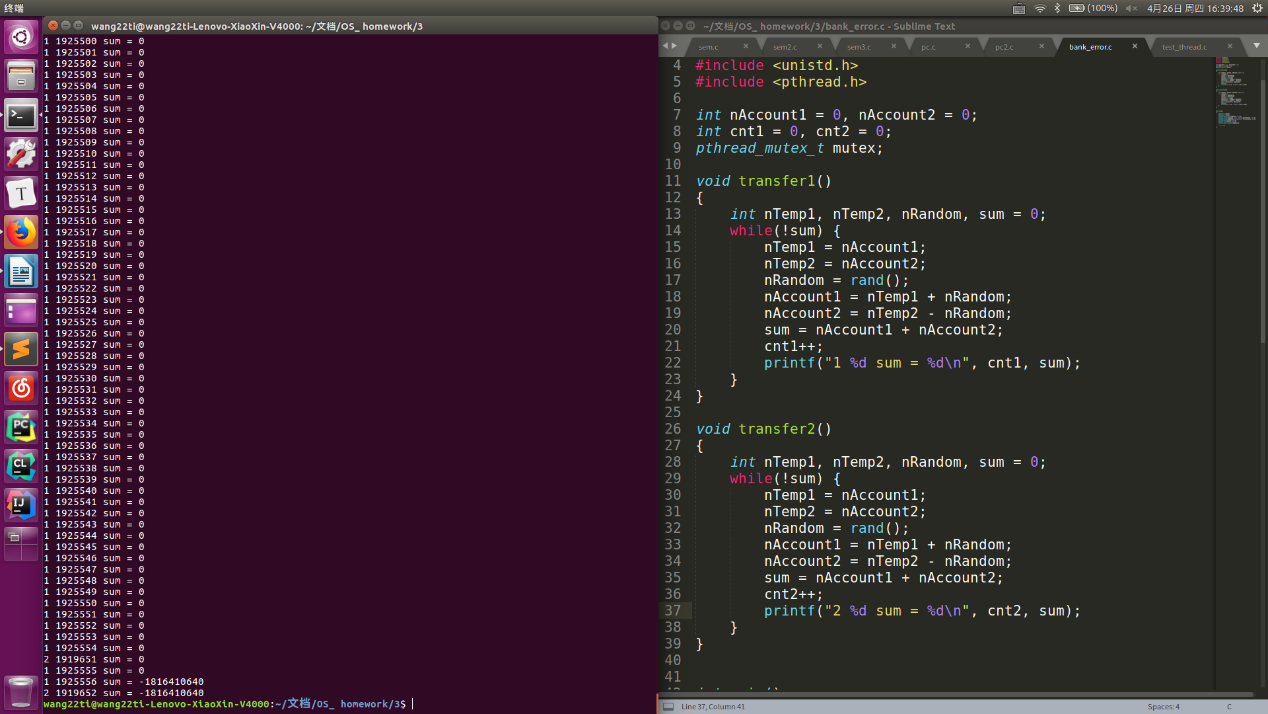 终端
(100%)
4月26日 周四 16:39:48
wang22ti@wang22ti-Lenovo-XiaoXin-V4000: ~/文档/OS_ homework/3
1 1925500 sum = 0
1 1925501 sum = 0
1 1925502 sum = 0
1 1925503 sum = 0
1 1925504 sum = 0
1 1925505 sum = 0
1 1925506 sum = 0
1 1925507 sum = 0
1 1925508 sum = 0
1 1925509 sum = 0
1 1925510 sum = 0
1 1925511 sum = 0
1 1925512 sum = 0
1 1925513 sum = 0
1 1925514 sum = 0
1 1925515 sum = 0
1 1925516 sum = 0
1 1925517 sum = 0
1 1925518 sum = 0
1 1925519 sum = 0
1 1925520 sum = 0
1 1925521 sum = 0
1 1925522 sum = 0
1 1925523 sum = 0
1 1925524 sum = 0
1 1925525 sum = 0
1 1925526 sum = 0
1 1925527 sum = 0
1 1925528 sum = 0
1 1925529 sum = 0
1 1925530 sum = 0
1 1925531 sum = 0
1 1925532 sum = 0
1 1925533 sum = 0
1 1925534 sum = 0
1 1925535 sum = 0
1 1925536 sum = 0
1 1925537 sum = 0
1 1925538 sum = 0
1 1925539 sum = 0
1 1925540 sum = 0
1 1925541 sum = 0
1 1925542 sum = 0
1 1925543 sum = 0
1 1925544 sum = 0
1 1925545 sum = 0
1 1925546 sum = 0
1 1925547 sum = 0
1 1925548 sum = 0
1 1925549 sum = 0
1 1925550 sum = 0
1 1925551 sum = 0
1 1925552 sum = 0
1 1925553 sum = 0
1 1925554 sum = 0
2 1919651 sum = 0
1 1925555 sum = 0
1 1925556 sum = -1816410640
2 1919652 sum = -1816410640
wang22ti@wang22ti-Lenovo-XiaoXin-V4000:~/文档/OS_ homework/3$
~/文档/OS_ homework/3/bank_error.c - Sublime Text
sem.c sem2.c sem3.c pc.c pc2.c bank_error.c test_thread.c
4 #include <unistd.h>
5 #include <pthread.h>
6
7 int nAccount1 = 0, nAccount2 = 0;
8 int cnt1 = 0, cnt2 = 0;
9 pthread_mutex_t mutex;
10
11 void transfer1()
12 {
13 int nTemp1, nTemp2, nRandom, sum = 0;
14 while(!sum) {
15 nTemp1 = nAccount1;
16 nTemp2 = nAccount2;
17 nRandom = rand();
18 nAccount1 = nTemp1 + nRandom;
19 nAccount2 = nTemp2 - nRandom;
20 sum = nAccount1 + nAccount2;
21 cnt1++;
22 printf("1 %d sum = %d\n", cnt1, sum);
23 }
24 }
25
26 void transfer2()
27 {
28 int nTemp1, nTemp2, nRandom, sum = 0;
29 while(!sum) {
30 nTemp1 = nAccount1;
31 nTemp2 = nAccount2;
32 nRandom = rand();
33 nAccount1 = nTemp1 + nRandom;
34 nAccount2 = nTemp2 - nRandom;
35 sum = nAccount1 + nAccount2;
36 cnt2++;
37 printf("2 %d sum = %d\n", cnt2, sum);
38 }
39 }
40
41
Line 37, Column 41
Spaces: 4
C
T
PC
CL
IJ